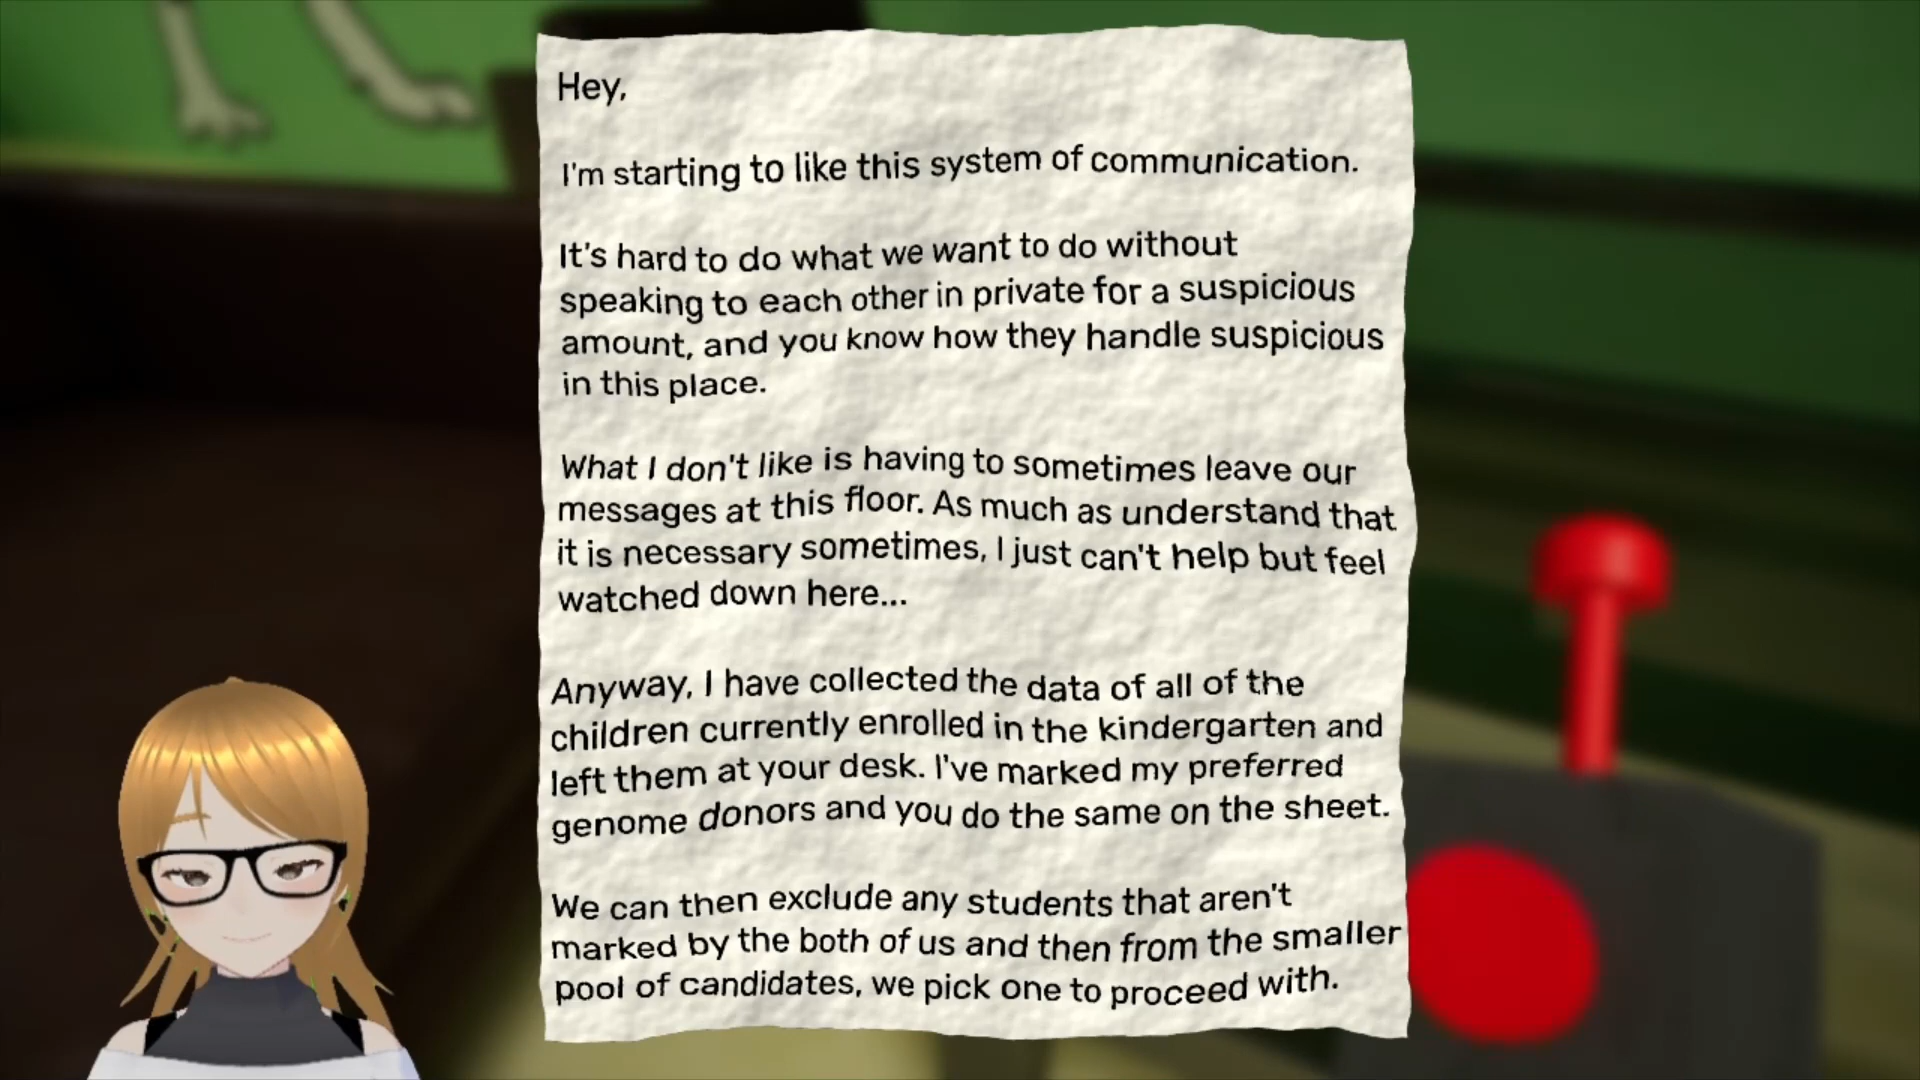 Hey,
I'm starting to like this system of communication.
It's hard to do what we want to do without
speaking to each other in private for a suspicious
amount, and you know how they handle suspicious
in this place.
What I don't like is having to sometimes leave our
messages at this floor. As much as understand that
it is necessary sometimes, I just can't help but feel
watched down here...
Anyway, I have collected the data of all of the
children currently enrolled in the kindergarten and
left them at your desk. I've marked my preferred
genome donors and you do the same on the sheet.
We can then exclude any students that aren't
marked by the both of us and then from the smaller
pool of candidates, we pick one to proceed with.